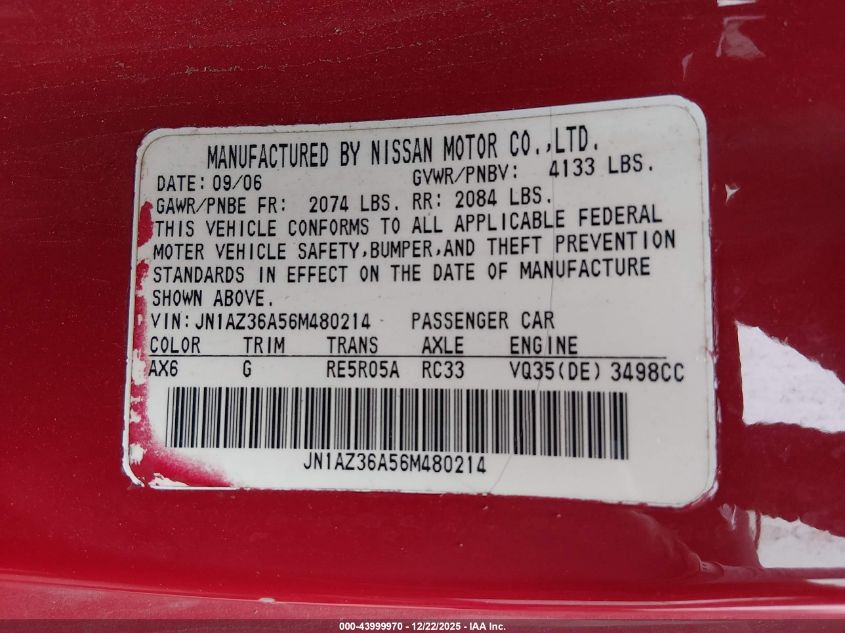 MANUFACTURED BY NISSAN MOTOR CO.,LTD.
DATE: 09/06 GVWR/PNBV: 4133 LBS.
GAWR/PNBE FR: 2074 LBS. RR: 2084 LBS.
THIS VEHICLE CONFORMS TO ALL APPLICABLE FEDERAL
MOTER VEHICLE SAFETY,BUMPER,AND THEFT PREVENTION
STANDARDS IN EFFECT ON THE DATE OF MANUFACTURE
SHOWN ABOVE.
VIN:JN1AZ36A56M480214 PASSENGER CAR
COLOR TRIM TRANS AXLE ENGINE
AX6 G RE5R05A RC33 VQ35(DE) 3498CC
JN1AZ36A56M480214
000-43999970 - 12/22/2025 - IAA Inc.